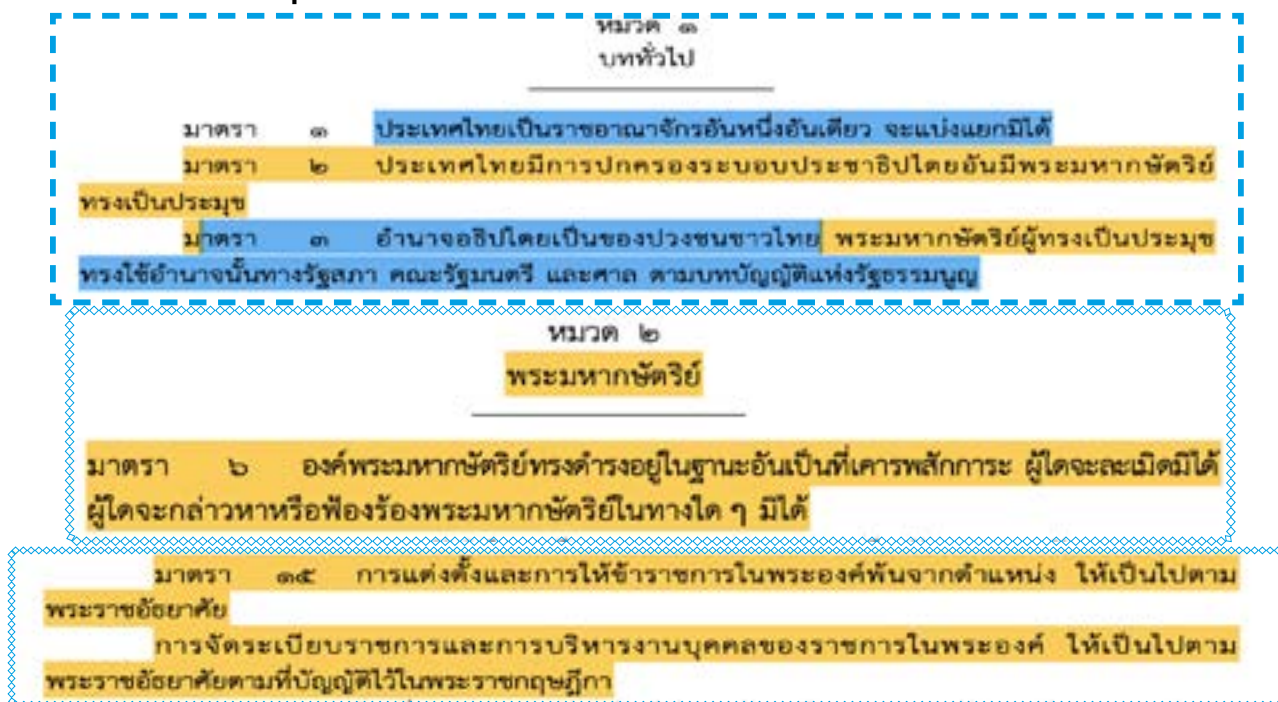 หมวด ๑
บททั่วไป
มาตรา ๑ ประเทศไทยเป็นราชอาณาจักรอันหนึ่งอันเดียว จะแบ่งแยกมิได้
มาตรา ๒ ประเทศไทยมีการปกครองระบอบประชาธิปไตยอันมีพระมหากษัตริย์
ทรงเป็นประมุข
มาตรา ๓ อำนาจอธิปไตยเป็นของปวงชนชาวไทย พระมหากษัตริย์ผู้ทรงเป็นประมุข
ทรงใช้อำนาจนั้นทางรัฐสภา คณะรัฐมนตรี และศาล ตามบทบัญญัติแห่งรัฐธรรมนูญ
หมวด ๒
พระมหากษัตริย์
มาตรา ๖ องค์พระมหากษัตริย์ทรงดำรงอยู่ในฐานะอันเป็นที่เคารพสักการะ ผู้ใดจะละเมิดมิได้
ผู้ใดจะกล่าวหาหรือฟ้องร้องพระมหากษัตริย์ในทางใด ๆ มิได้
มาตรา ๑๕ การแต่งตั้งและการให้ข้าราชการในพระองค์พ้นจากตำแหน่ง ให้เป็นไปตาม
พระราชอัธยาศัย
การจัดระเบียบราชการและการบริหารงานบุคคลของราชการในพระองค์ ให้เป็นไปตาม
พระราชอัธยาศัยตามที่บัญญัติไว้ในพระราชกฤษฎีกา